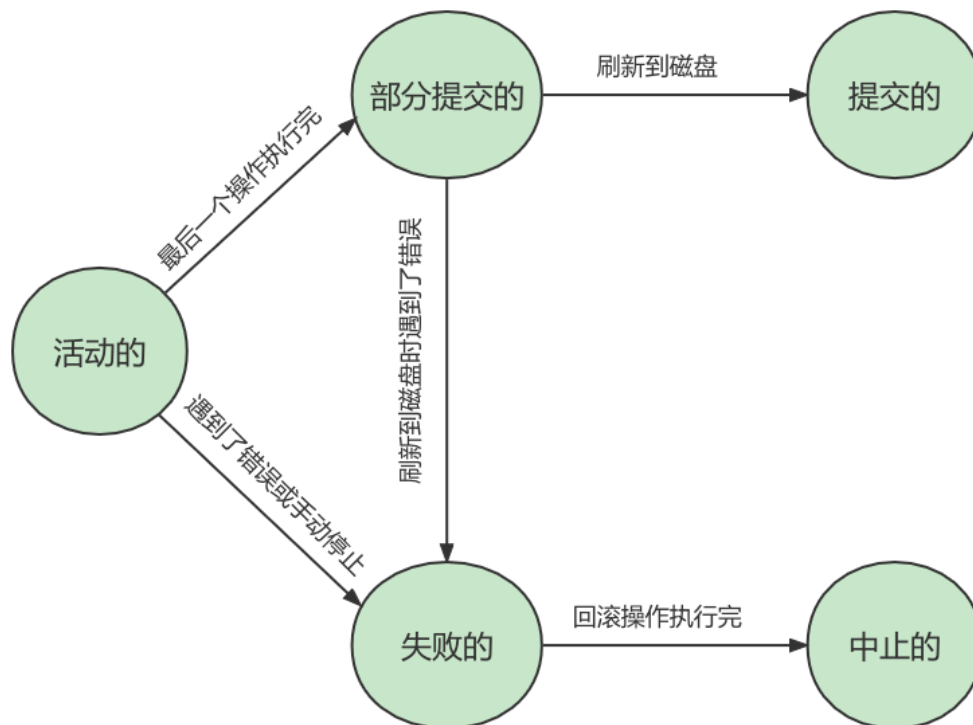 部分提交的
刷新到磁盘
提交的
最后一个操作执行完
刷新到磁盘时遇到了错误
活动的
遇到了错误或手动停止
失败的
回滚操作执行完
中止的